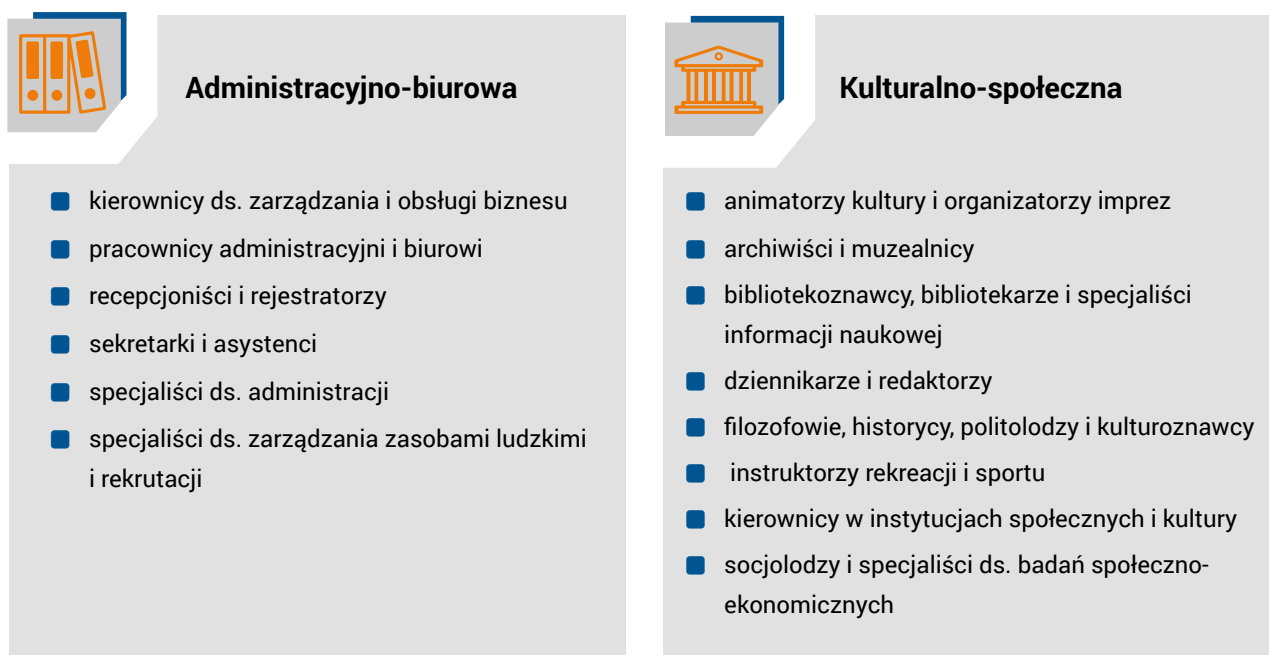 Administracyjno-biurowa
kierownicy ds. zarządzania i obsługi biznesu
pracownicy administracyjni i biurowi
recepcjoniści i rejestratorzy
sekretarki i asystenci
specjaliści ds. administracji
specjaliści ds. zarządzania zasobami ludzkimi
i rekrutacji
Kulturalno-społeczna
animatorzy kultury i organizatorzy imprez
archiwiści i muzealnicy
bibliotekoznawcy, bibliotekarze i specjaliści
informacji naukowej
dziennikarze i redaktorzy
filozofowie, historycy, politolodzy i kulturoznawcy
instruktorzy rekreacji i sportu
kierownicy w instytucjach społecznych i kultury
socjolodzy i specjaliści ds. badań społeczno-
ekonomicznych